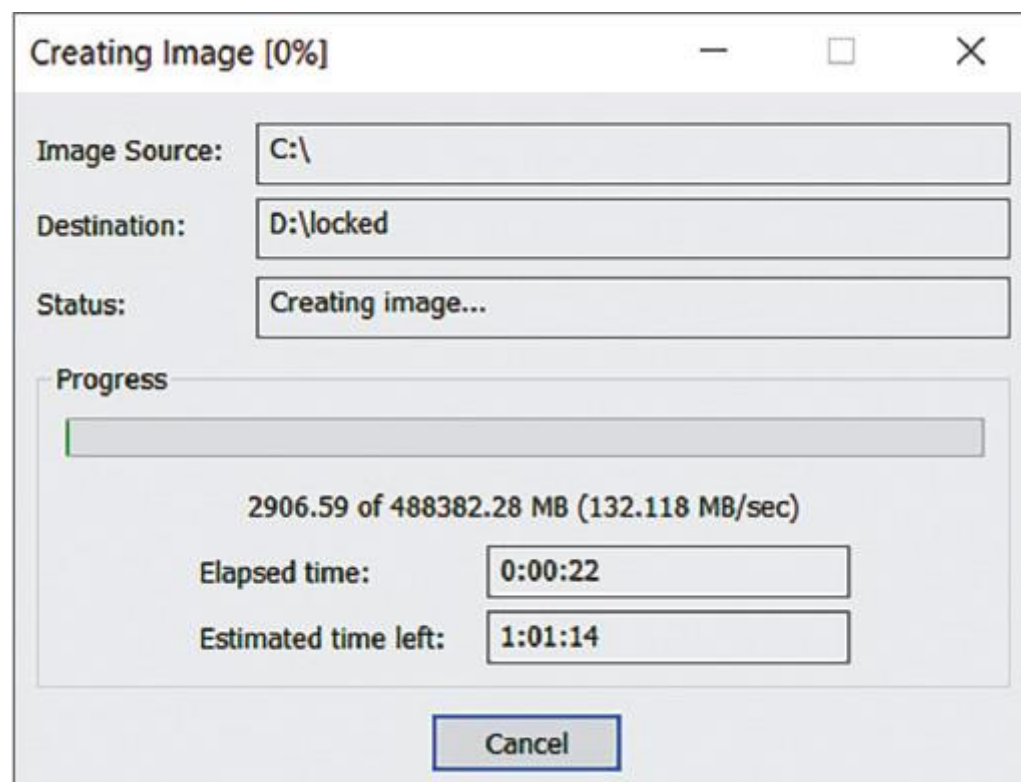 Creating Image [0%]
Image Source: C:\
Destination: D:\locked
Status: Creating image...
Progress
2906.59 of 488382.28 MB (132.118 MB/sec)
Elapsed time: 0:00:22
Estimated time left: 1:01:14
Cancel